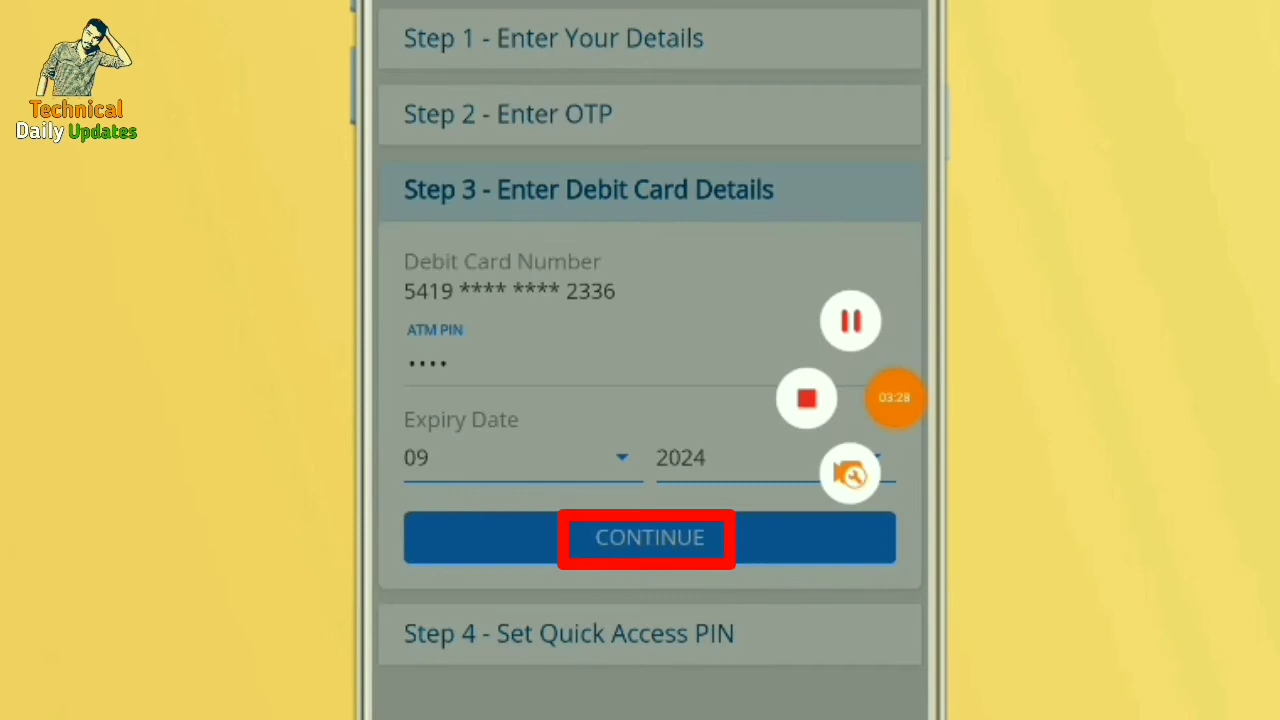 Technical
Daily Updates
Step 1 - Enter Your Details
Step 2 - Enter OTP
Step 3 - Enter Debit Card Details
Debit Card Number
5419 **** **** 2336
ATM PIN
••••
03:28
Expiry Date
09 2024
CONTINUE
Step 4 - Set Quick Access PIN